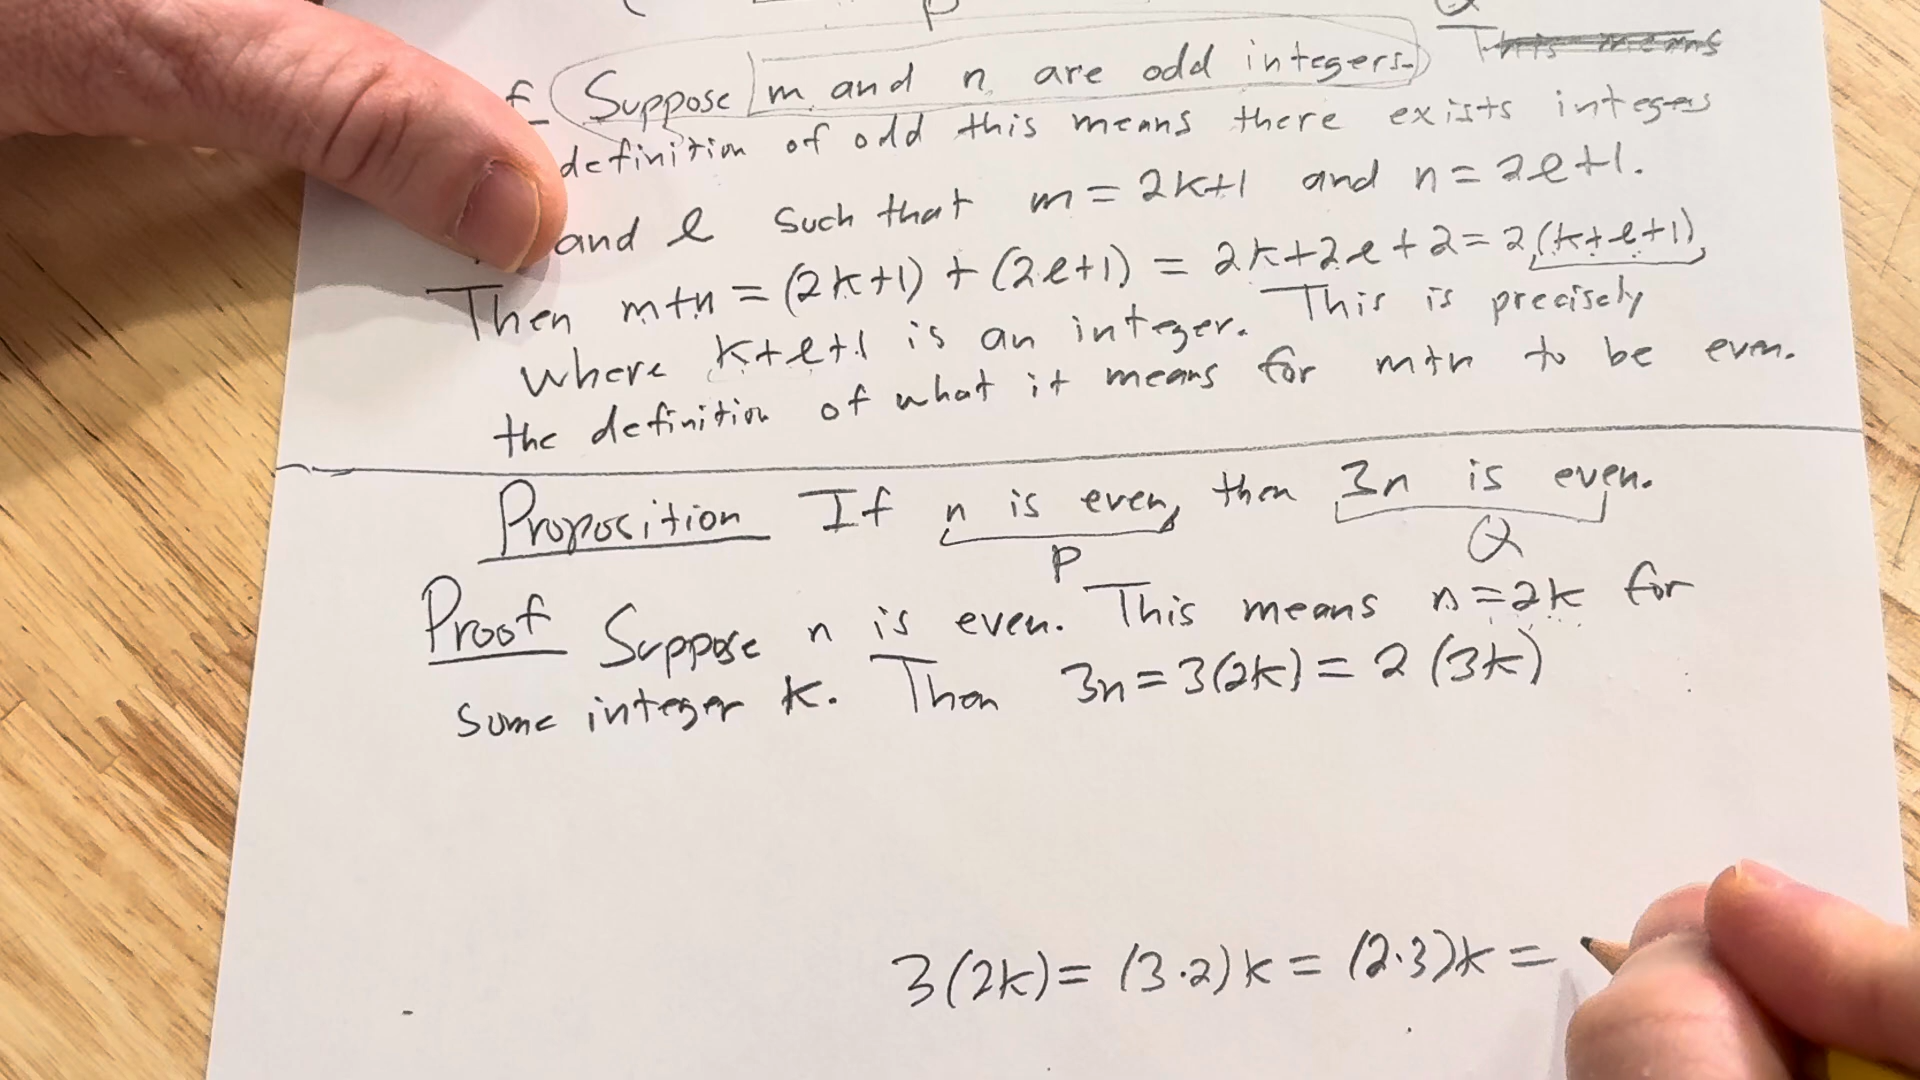 P Q
f Suppose m and n are odd integers. This means
definition of odd this means there exists integers
and l such that m = 2k+1 and n = 2l+1.
Then m+n = (2k+1) + (2l+1) = 2k+2l+2 = 2(k+l+1),
where k+l+1 is an integer. This is precisely
the definition of what it means for m+n to be even.
Proposition If n is even, then 3n is even.
P Q
Proof Suppose n is even. This means n=2k for
some integer k. Then 3n = 3(2k) = 2(3k)
3(2k) = (3·2)k = (2·3)k =